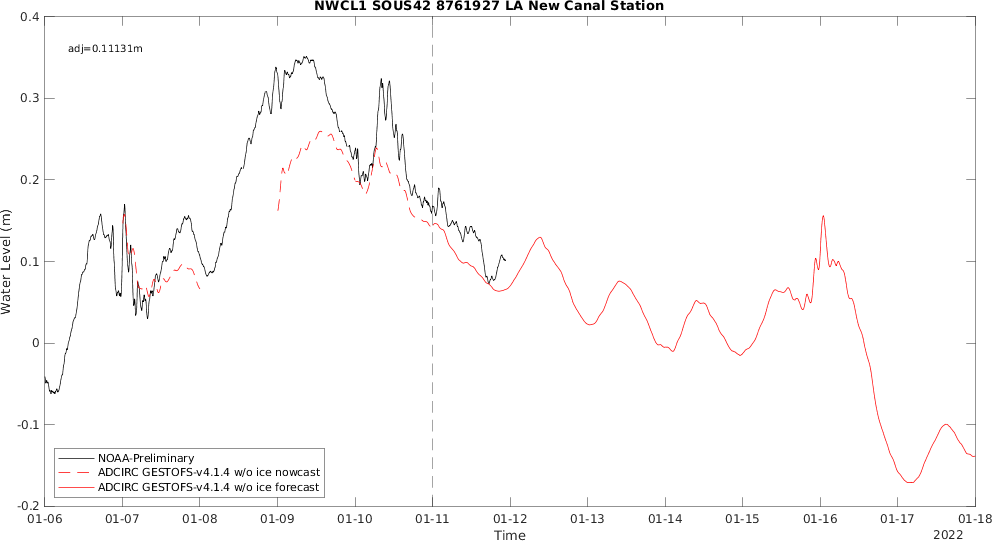 NWCL1 SOUS42 8761927 LA New Canal Station
adj=0.11131m
Water Level (m)
0.4
0.3
0.2
0.1
0
-0.1
-0.2
NOAA-Preliminary
ADCIRC GESTOFS-v4.1.4 w/o ice nowcast
ADCIRC GESTOFS-v4.1.4 w/o ice forecast
01-06 01-07 01-08 01-09 01-10 01-11 01-12 01-13 01-14 01-15 01-16 01-17 01-18
Time
2022